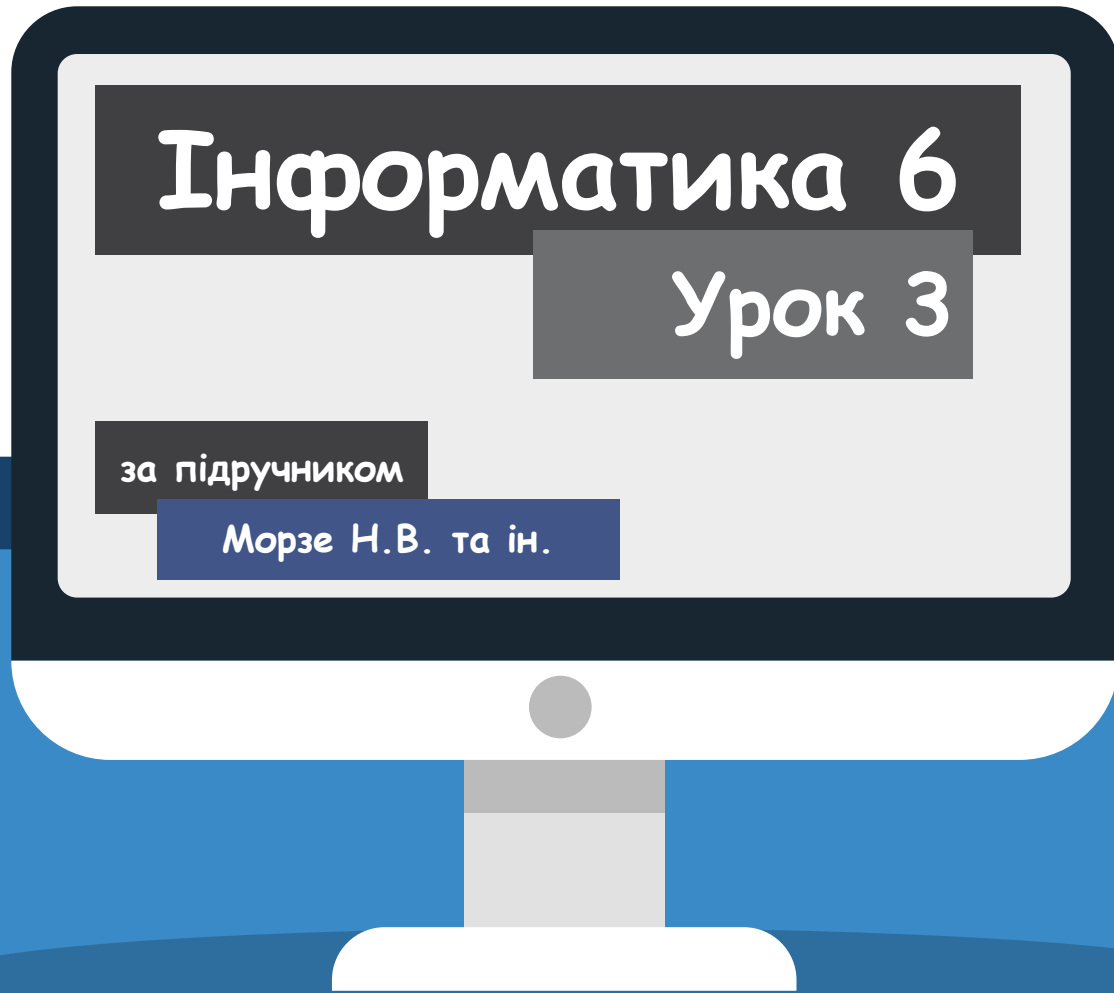 Інформатика 6
Урок 3
за підручником
Морзе Н.В. та ін.